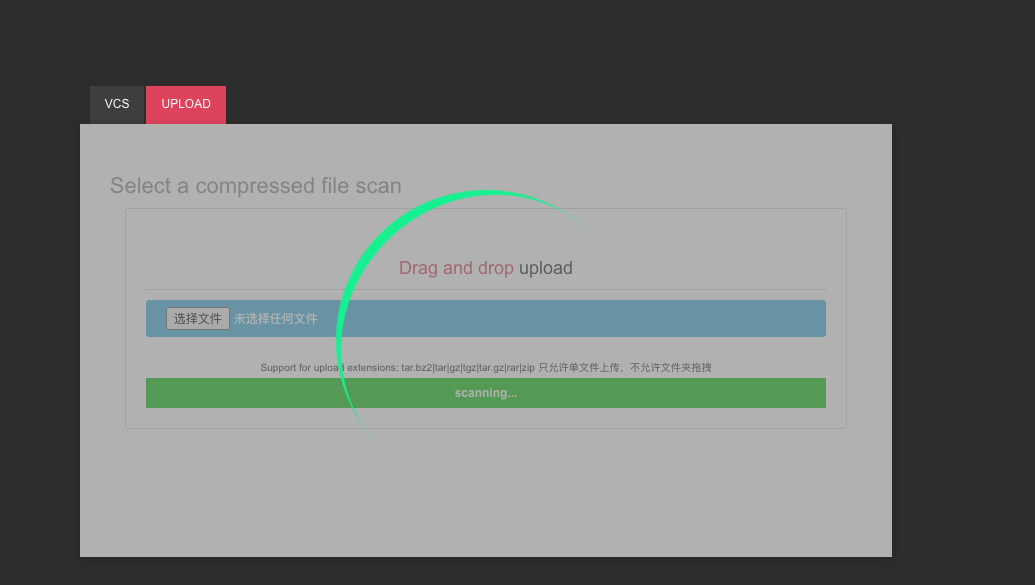 VCS UPLOAD
Select a compressed file scan
Drag and drop upload
选择文件 未选择任何文件
Support for upload extensions: tar.bz2|tar|gz|tgz|tar.gz|rar|zip 只允许单文件上传，不允许文件夹拖拽
scanning...